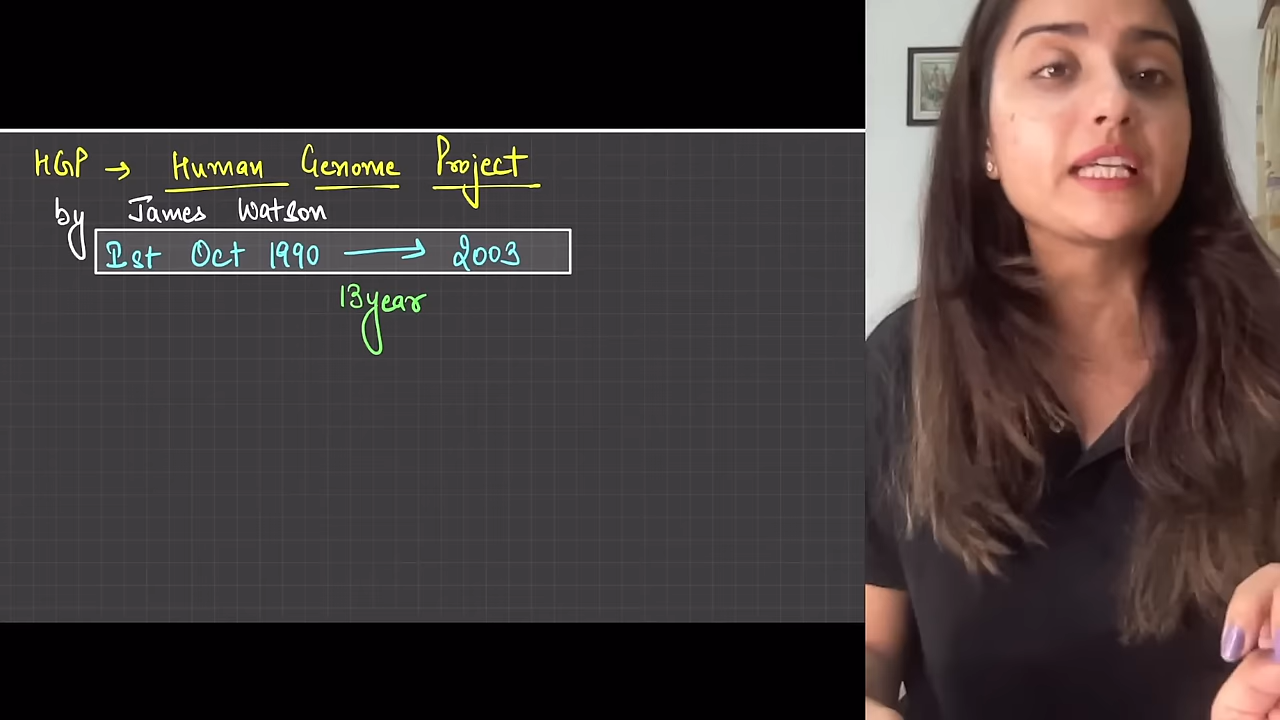 HGP → Human Genome Project
by James Watson
1st Oct 1990 → 2003
13year